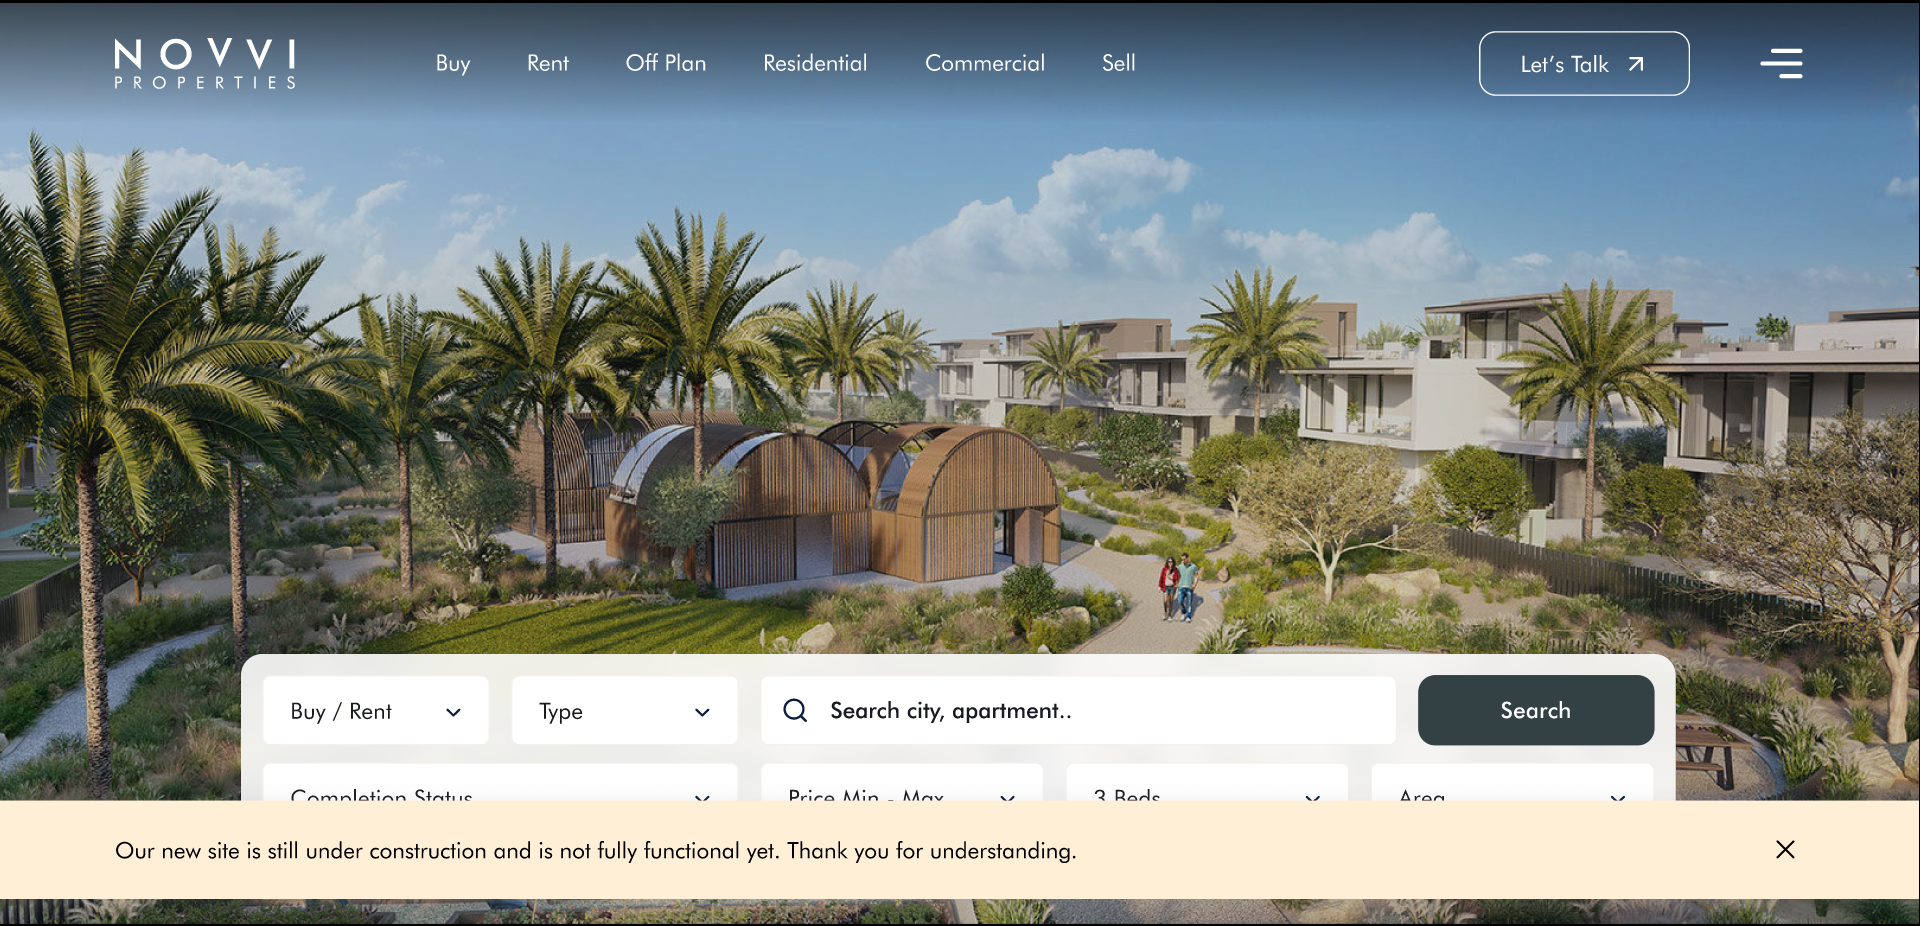 NOVVI
PROPERTIES
Buy
Rent
Off Plan
Residential
Commercial
Sell
Let’s Talk
Buy / Rent
Type
Search city, apartment..
Search
Completion Status
Price Min - Max
3 Beds
Area
Our new site is still under construction and is not fully functional yet. Thank you for understanding.